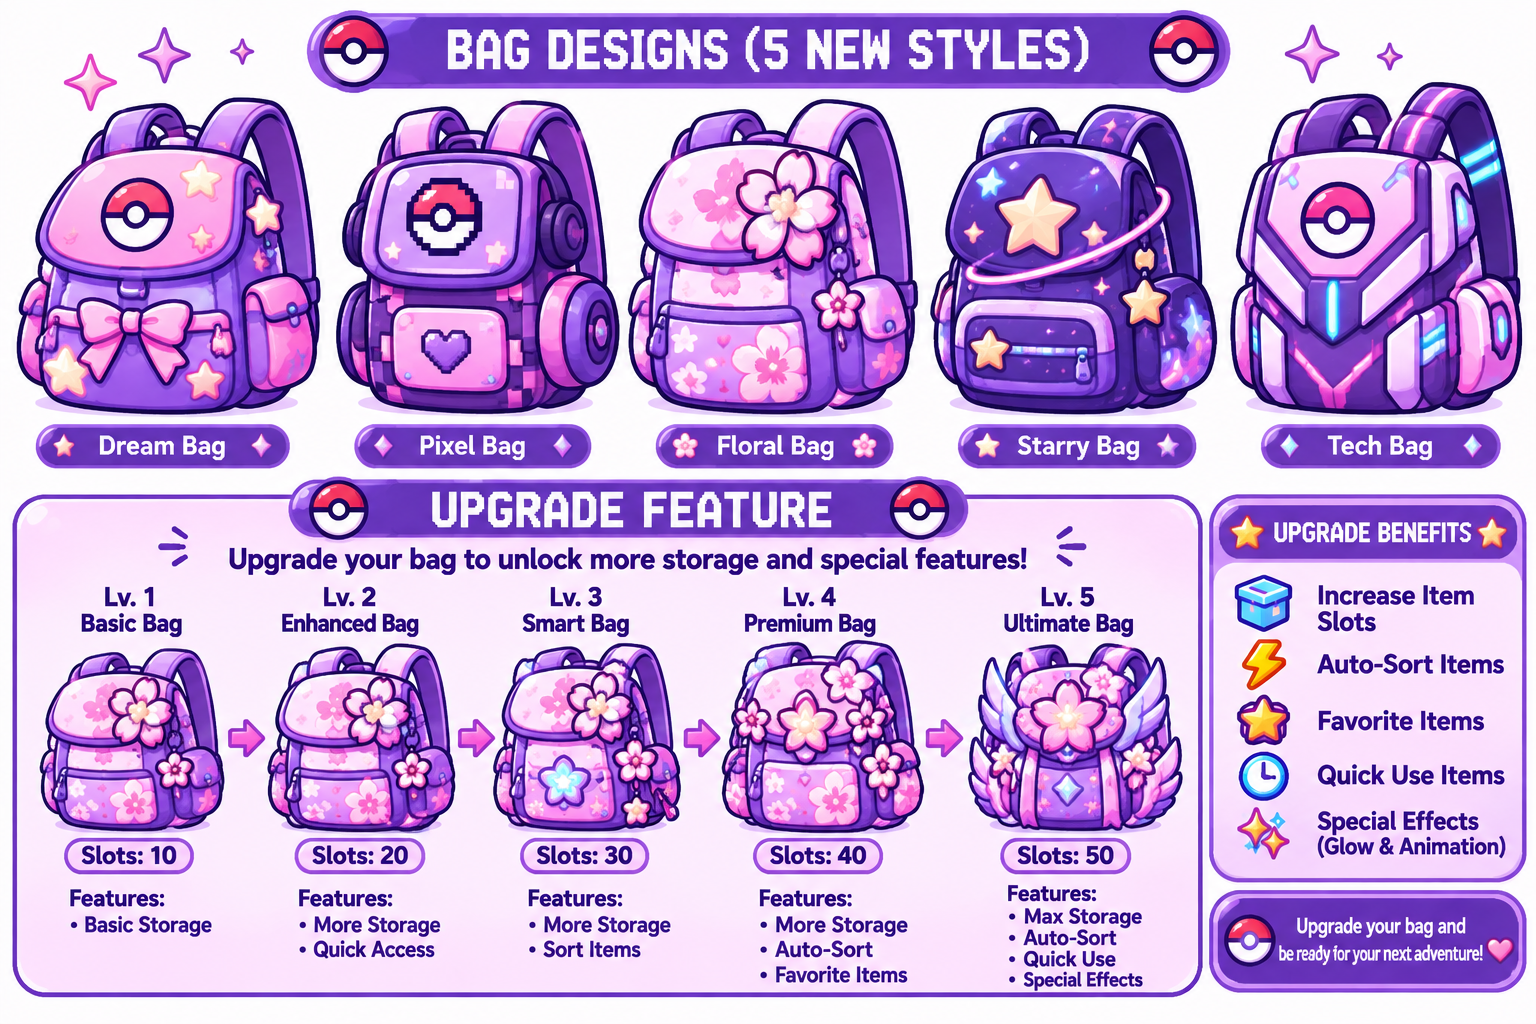 BAG DESIGNS (5 NEW STYLES)
Dream Bag
Pixel Bag
Floral Bag
Starry Bag
Tech Bag
UPGRADE FEATURE
Upgrade your bag to unlock more storage and special features!
Lv. 1
Basic Bag
Slots: 10
Features:
• Basic Storage
Lv. 2
Enhanced Bag
Slots: 20
Features:
• More Storage
• Quick Access
Lv. 3
Smart Bag
Slots: 30
Features:
• More Storage
• Sort Items
Lv. 4
Premium Bag
Slots: 40
Features:
• More Storage
• Auto-Sort
• Favorite Items
Lv. 5
Ultimate Bag
Slots: 50
Features:
• Max Storage
• Auto-Sort
• Quick Use
• Special Effects
UPGRADE BENEFITS
Increase Item
Slots
Auto-Sort Items
Favorite Items
Quick Use Items
Special Effects
(Glow & Animation)
Upgrade your bag and
be ready for your next adventure!